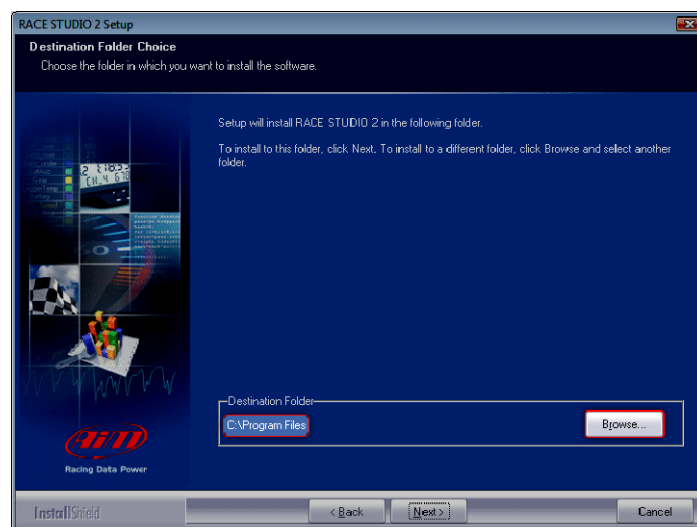 RACE STUDIO 2 Setup
Destination Folder Choice
Choose the folder in which you want to install the software.
Setup will install RACE STUDIO 2 in the following folder.
To install to this folder, click Next. To install to a different folder, click Browse and select another
folder.
Destination Folder
C:\Program Files
Browse...
AiM
Racing Data Power
InstallShield
< Back
Next >
Cancel